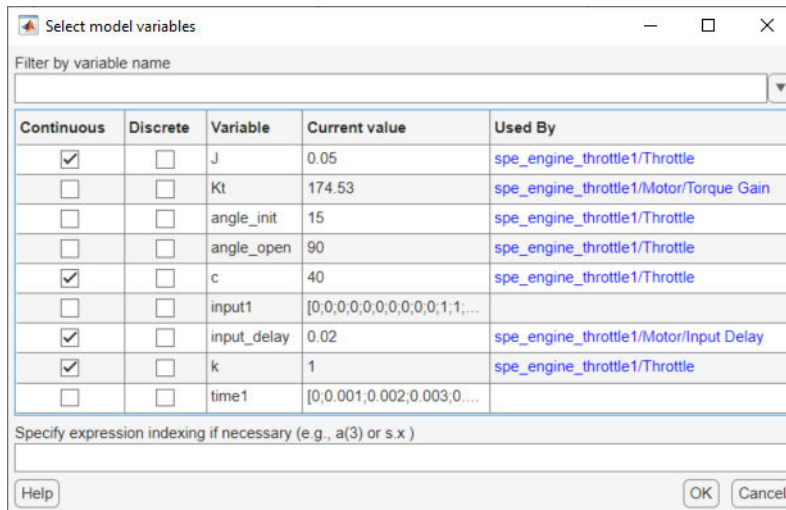 Select model variables
Filter by variable name
Continuous Discrete Variable Current value Used By
J 0.05 spe_engine_throttle1/Throttle
Kt 174.53 spe_engine_throttle1/Motor/Torque Gain
angle_init 15 spe_engine_throttle1/Throttle
angle_open 90 spe_engine_throttle1/Throttle
c 40 spe_engine_throttle1/Throttle
input1 [0;0;0;0;0;0;0;0;0;1;1;...
input_delay 0.02 spe_engine_throttle1/Motor/Input Delay
k 1 spe_engine_throttle1/Throttle
time1 [0;0.001;0.002;0.003;0....
Specify expression indexing if necessary (e.g., a(3) or s.x )
Help OK Cancel